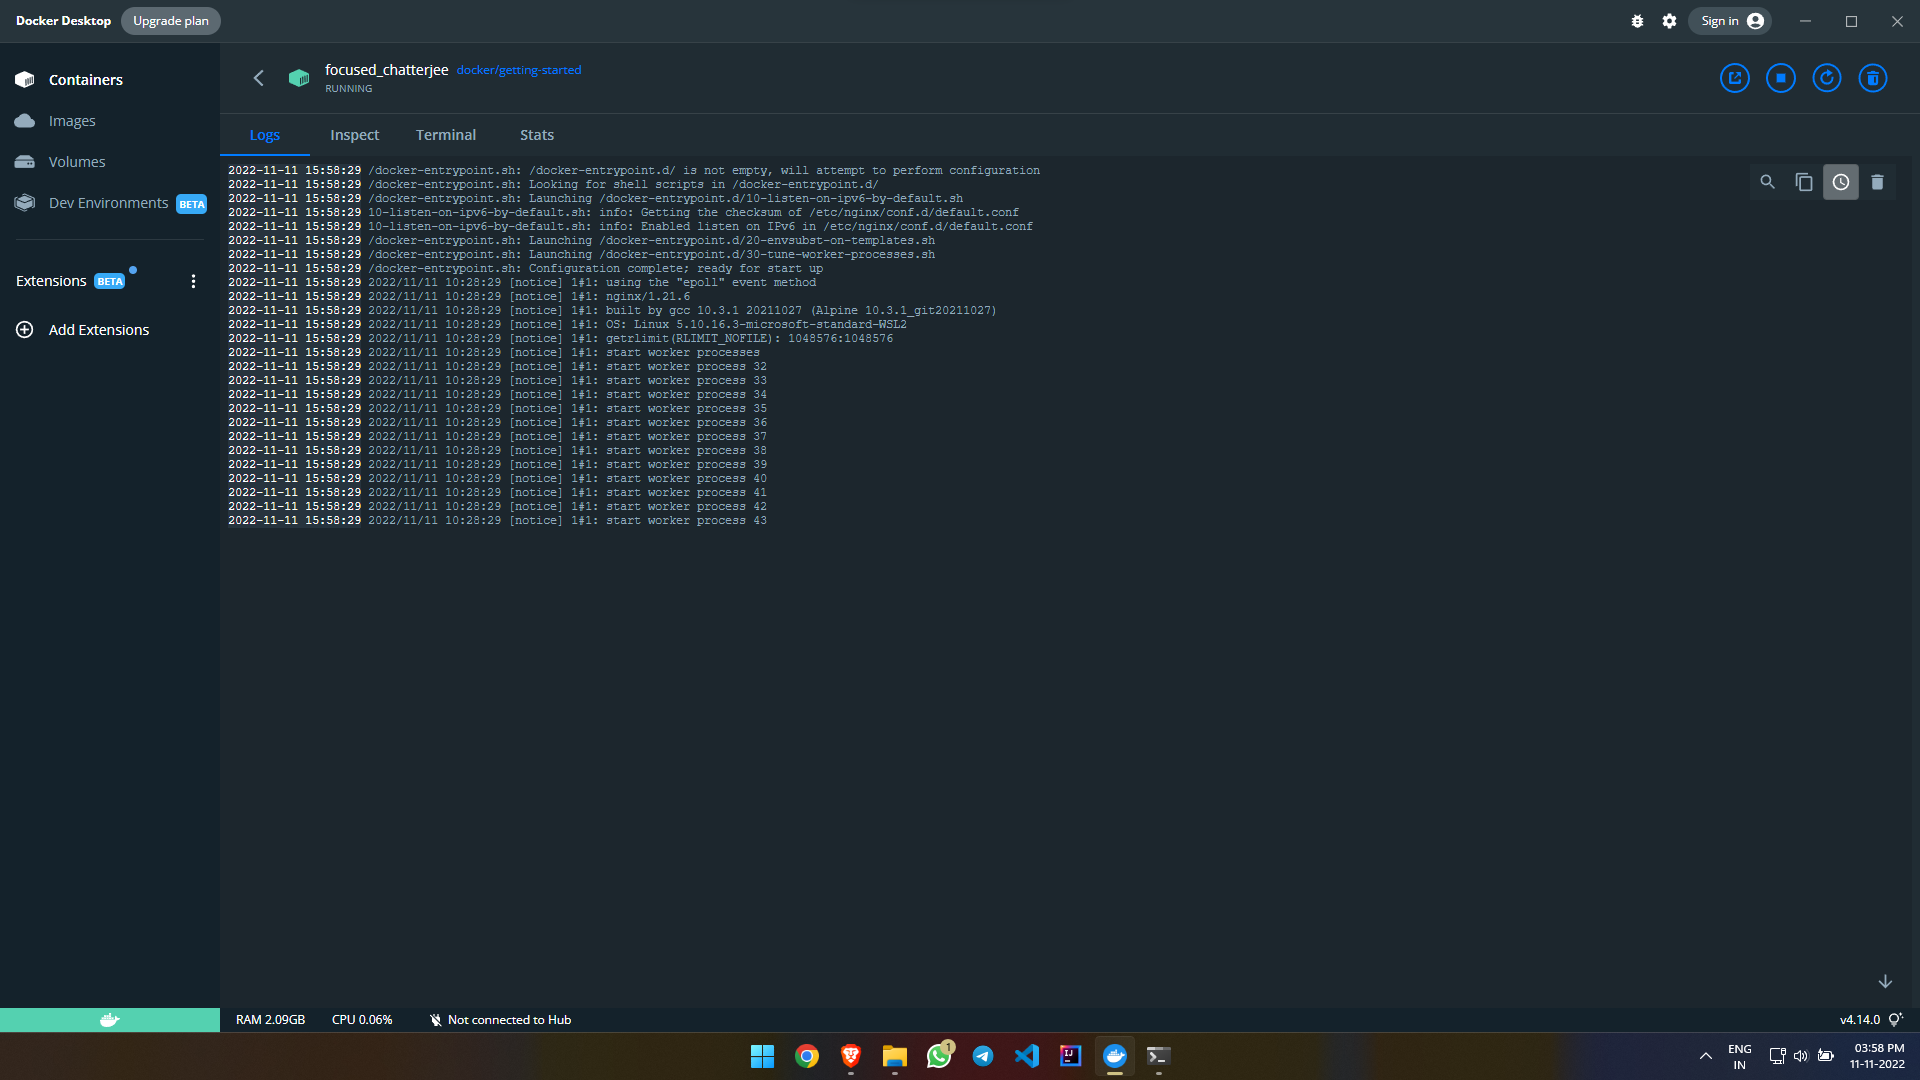 Docker Desktop Upgrade plan Sign in
Containers
Images
Volumes
Dev Environments BETA
Extensions BETA
Add Extensions
focused_chatterjee docker/getting-started
RUNNING
Logs Inspect Terminal Stats
2022-11-11 15:58:29 /docker-entrypoint.sh: /docker-entrypoint.d/ is not empty, will attempt to perform configuration
2022-11-11 15:58:29 /docker-entrypoint.sh: Looking for shell scripts in /docker-entrypoint.d/
2022-11-11 15:58:29 /docker-entrypoint.sh: Launching /docker-entrypoint.d/10-listen-on-ipv6-by-default.sh
2022-11-11 15:58:29 10-listen-on-ipv6-by-default.sh: info: Getting the checksum of /etc/nginx/conf.d/default.conf
2022-11-11 15:58:29 10-listen-on-ipv6-by-default.sh: info: Enabled listen on IPv6 in /etc/nginx/conf.d/default.conf
2022-11-11 15:58:29 /docker-entrypoint.sh: Launching /docker-entrypoint.d/20-envsubst-on-templates.sh
2022-11-11 15:58:29 /docker-entrypoint.sh: Launching /docker-entrypoint.d/30-tune-worker-processes.sh
2022-11-11 15:58:29 /docker-entrypoint.sh: Configuration complete; ready for start up
2022-11-11 15:58:29 2022/11/11 10:28:29 [notice] 1#1: using the "epoll" event method
2022-11-11 15:58:29 2022/11/11 10:28:29 [notice] 1#1: nginx/1.21.6
2022-11-11 15:58:29 2022/11/11 10:28:29 [notice] 1#1: built by gcc 10.3.1 20211027 (Alpine 10.3.1_git20211027)
2022-11-11 15:58:29 2022/11/11 10:28:29 [notice] 1#1: OS: Linux 5.10.16.3-microsoft-standard-WSL2
2022-11-11 15:58:29 2022/11/11 10:28:29 [notice] 1#1: getrlimit(RLIMIT_NOFILE): 1048576:1048576
2022-11-11 15:58:29 2022/11/11 10:28:29 [notice] 1#1: start worker processes
2022-11-11 15:58:29 2022/11/11 10:28:29 [notice] 1#1: start worker process 32
2022-11-11 15:58:29 2022/11/11 10:28:29 [notice] 1#1: start worker process 33
2022-11-11 15:58:29 2022/11/11 10:28:29 [notice] 1#1: start worker process 34
2022-11-11 15:58:29 2022/11/11 10:28:29 [notice] 1#1: start worker process 35
2022-11-11 15:58:29 2022/11/11 10:28:29 [notice] 1#1: start worker process 36
2022-11-11 15:58:29 2022/11/11 10:28:29 [notice] 1#1: start worker process 37
2022-11-11 15:58:29 2022/11/11 10:28:29 [notice] 1#1: start worker process 38
2022-11-11 15:58:29 2022/11/11 10:28:29 [notice] 1#1: start worker process 39
2022-11-11 15:58:29 2022/11/11 10:28:29 [notice] 1#1: start worker process 40
2022-11-11 15:58:29 2022/11/11 10:28:29 [notice] 1#1: start worker process 41
2022-11-11 15:58:29 2022/11/11 10:28:29 [notice] 1#1: start worker process 42
2022-11-11 15:58:29 2022/11/11 10:28:29 [notice] 1#1: start worker process 43
RAM 2.09GB CPU 0.06% Not connected to Hub v4.14.0
1
IJ
ENG
IN
03:58 PM
11-11-2022